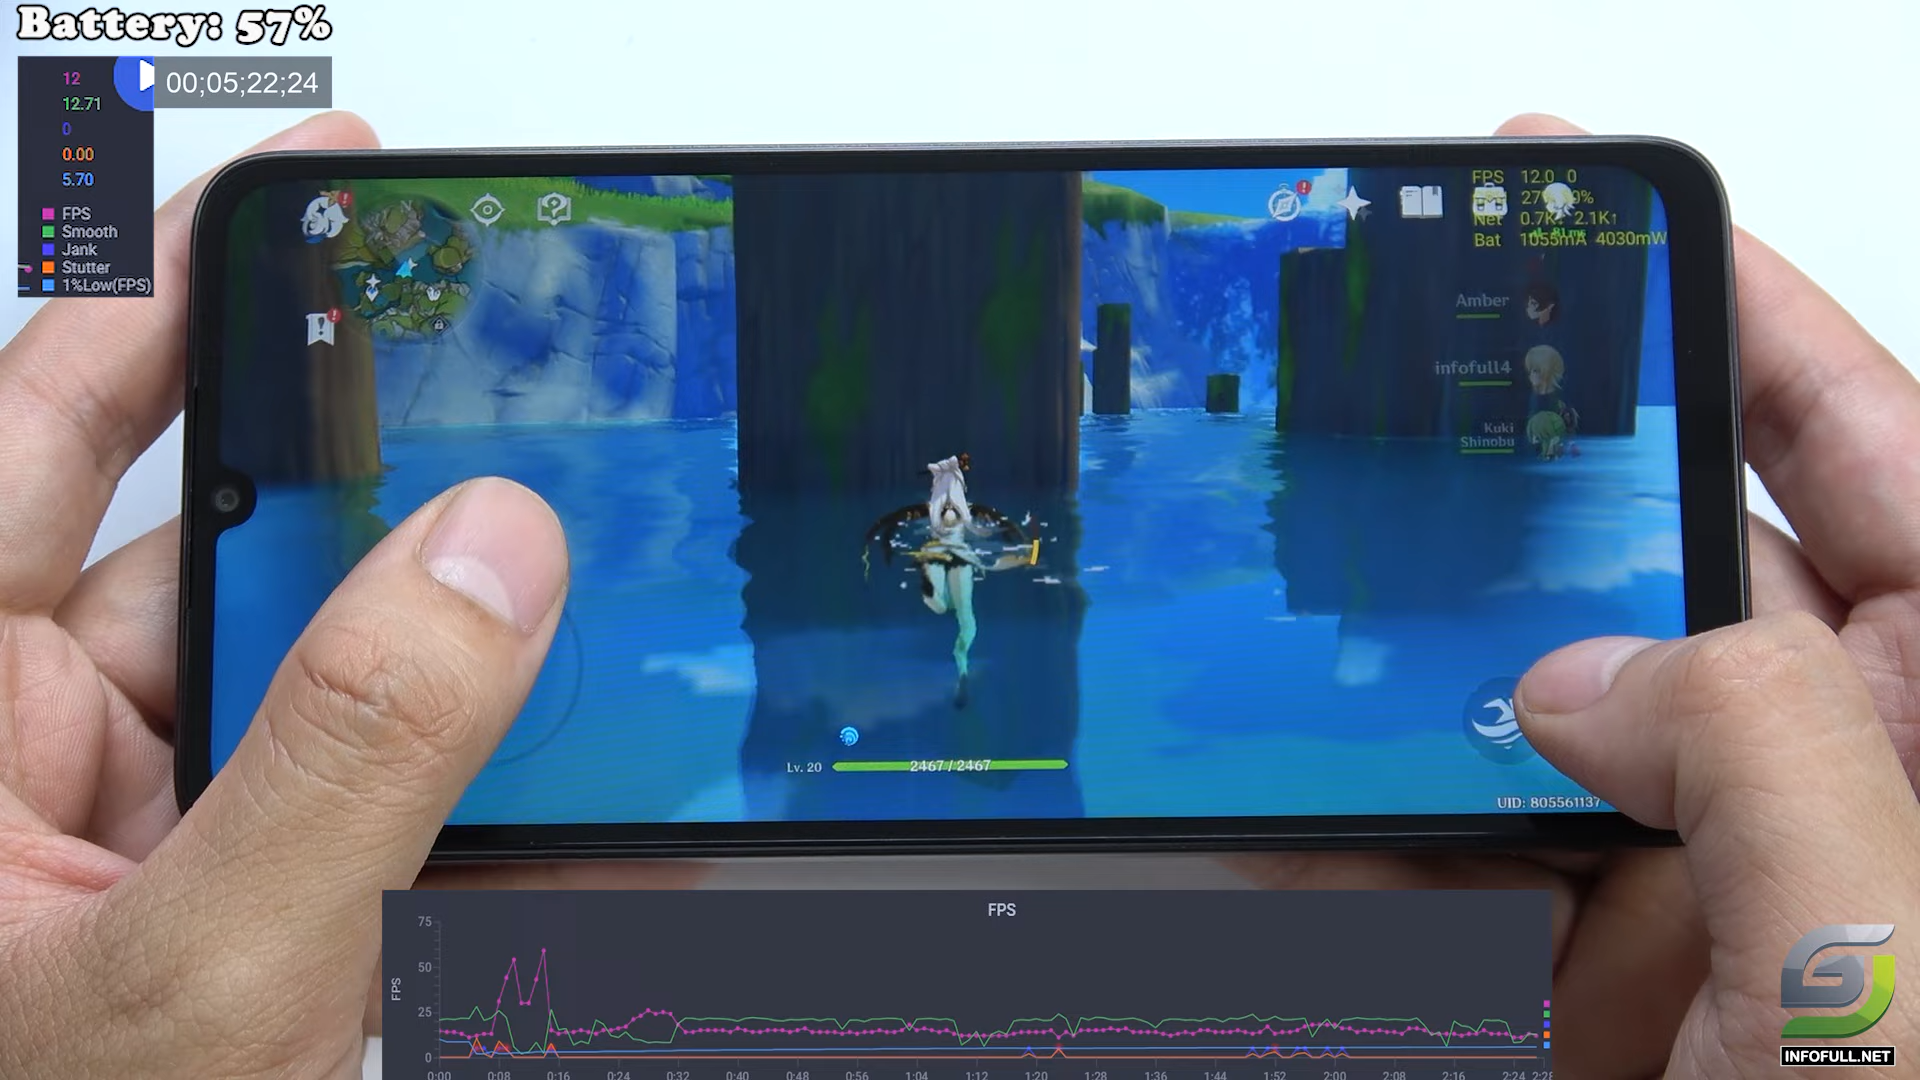 Battery: 57%
00;05;22;24
12
12.71
0
0.00
5.70
FPS
Smooth
Jank
Stutter
1%Low(FPS)
FPS 12.0 0
Net 0.7K 2.1K↑
Bat 1055mA 4030mW
Amber
infofull4
Kuki
Shinobu
Lv. 20
2467/2467
UID: 805561137
FPS
FPS
75
50
25
0
0:00 0:08 0:16 0:24 0:32 0:40 0:48 0:56 1:04 1:12 1:20 1:28 1:36 1:44 1:52 2:00 2:08 2:16 2:24 2:28
INFOFULL.NET